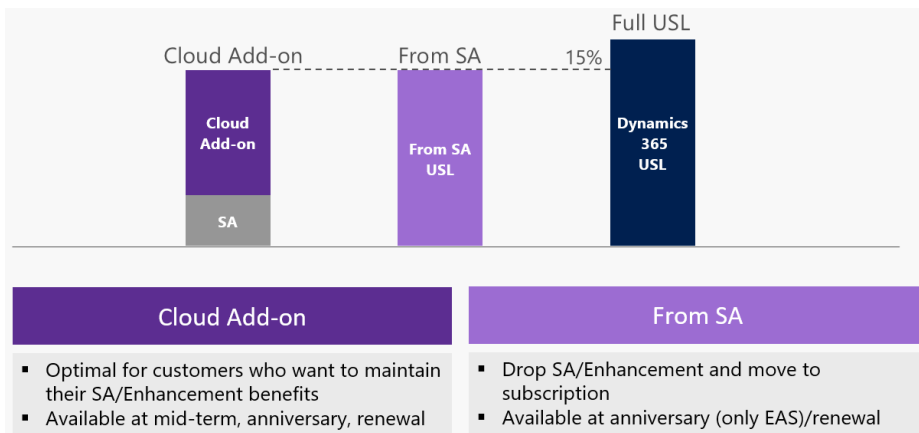 Full USL
Cloud Add-on
From SA
15%
Cloud
Add-on
SA
From SA
USL
Dynamics
365
USL
Cloud Add-on
▪ Optimal for customers who want to maintain
their SA/Enhancement benefits
▪ Available at mid-term, anniversary, renewal
From SA
▪ Drop SA/Enhancement and move to
subscription
▪ Available at anniversary (only EAS)/renewal